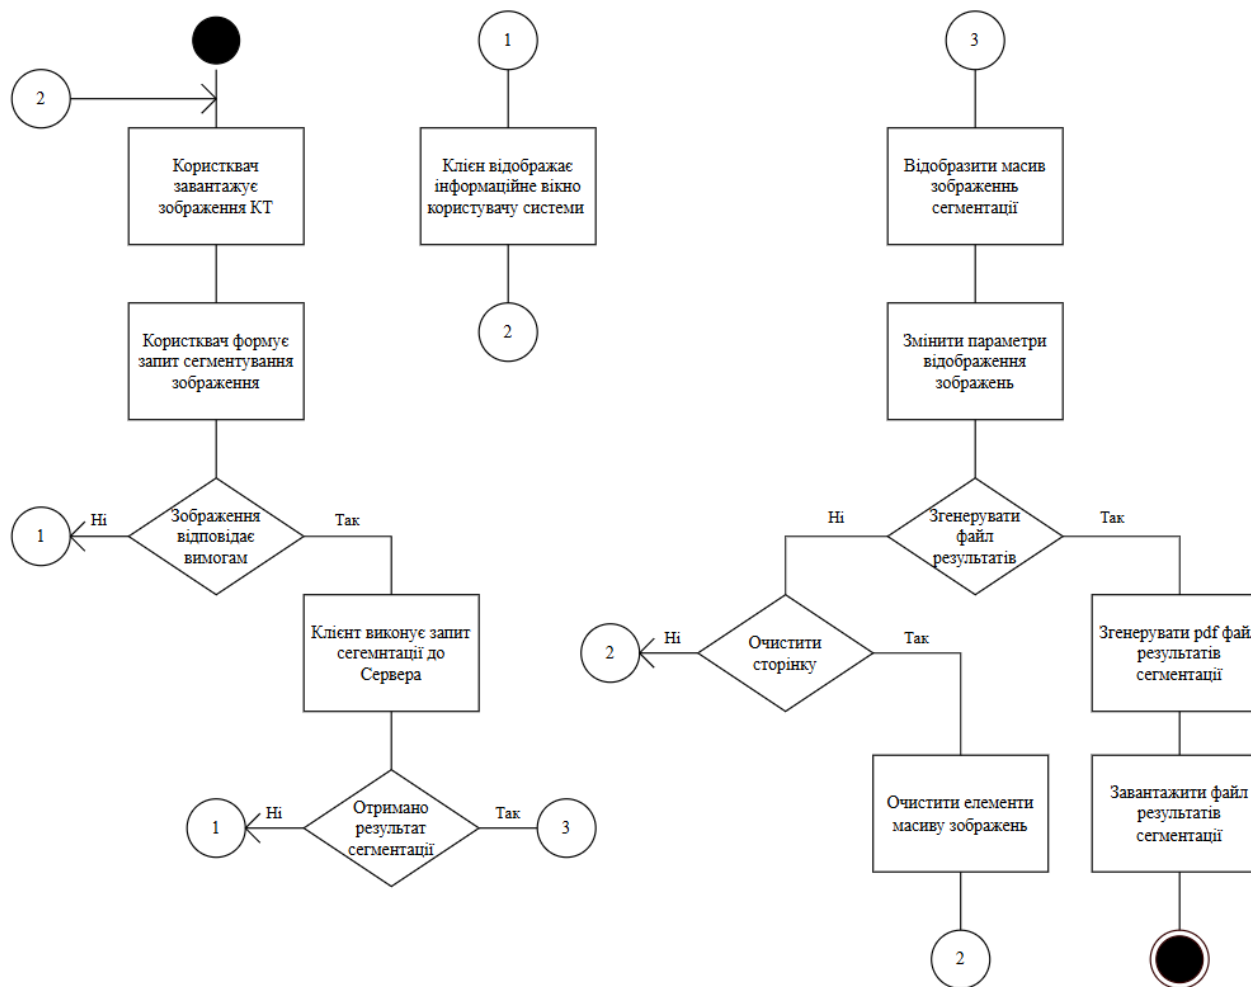 2
Користквач
завантажує
зображення КТ
Користквач формує
запит сегментування
зображення
Зображення
відповідає
вимогам
Ні
Так
1
Клієнт виконує запит
сегемнтації до
Сервера
Отримано
результат
сегментації
Ні
Так
1
3
1
Клієн відображає
інформаційне вікно
користувачу системи
2
3
Відобразити масив
зображеннь
сегментації
Змінити параметри
відображення
зображень
Згенерувати
файл
результатів
Ні
Так
Очистити
сторінку
Ні
Так
2
Очистити елементи
масиву зображень
2
Згенерувати pdf файл
результатів
сегментації
Завантажити файл
результатів
сегментації